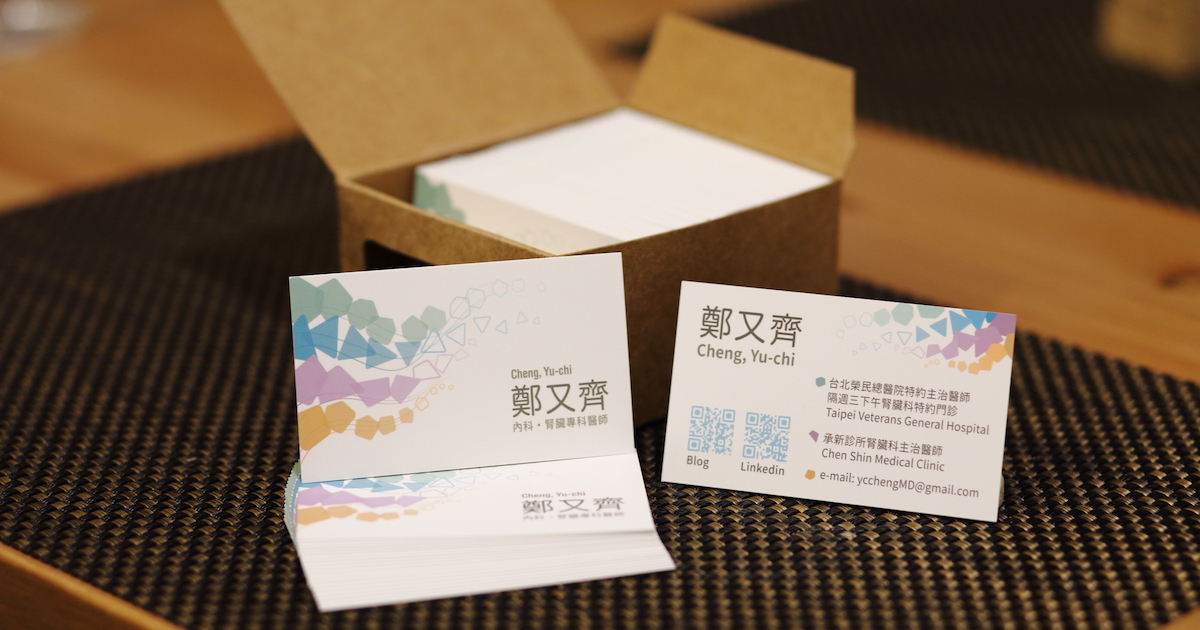 Cheng, Yu-chi
鄭又齊
內科·腎臟專科醫師
Cheng, Yu-chi
鄭又齊
內科·腎臟專科醫師
鄭又齊
Cheng, Yu-chi
台北榮民總醫院特約主治醫師
隔週三下午腎臟科特約門診
Taipei Veterans General Hospital
承新診所腎臟科主治醫師
Chen Shin Medical Clinic
e-mail: ycchengMD@gmail.com
Blog
Linkedin